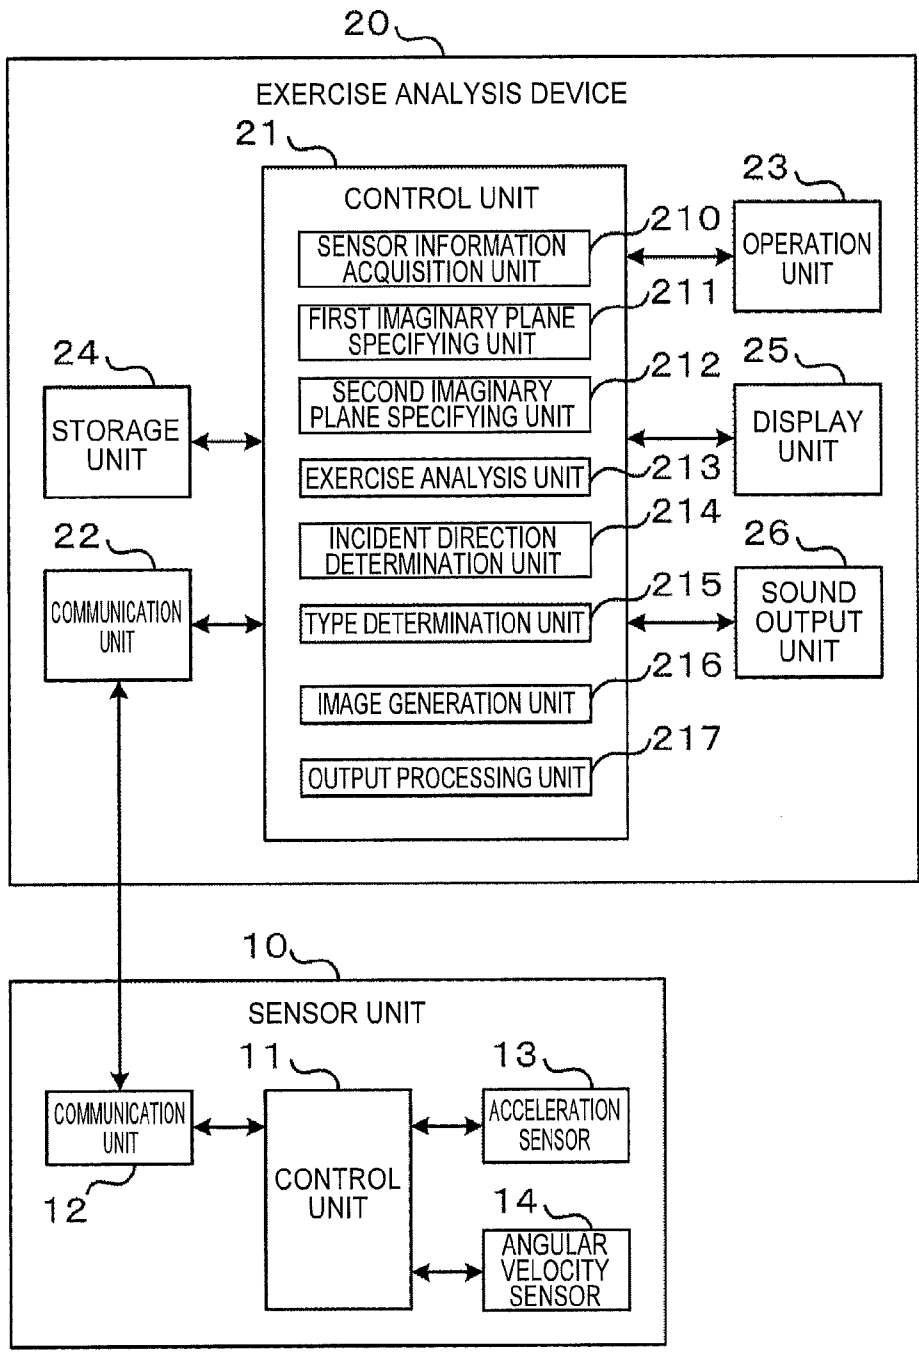 20
EXERCISE ANALYSIS DEVICE
21
CONTROL UNIT
210
SENSOR INFORMATION
ACQUISITION UNIT
211
FIRST IMAGINARY PLANE
SPECIFYING UNIT
212
SECOND IMAGINARY
PLANE SPECIFYING UNIT
213
EXERCISE ANALYSIS UNIT
214
INCIDENT DIRECTION
DETERMINATION UNIT
215
TYPE DETERMINATION UNIT
216
IMAGE GENERATION UNIT
217
OUTPUT PROCESSING UNIT
23
OPERATION
UNIT
24
STORAGE
UNIT
25
DISPLAY
UNIT
22
COMMUNICATION
UNIT
26
SOUND
OUTPUT
UNIT
10
SENSOR UNIT
11
CONTROL
UNIT
COMMUNICATION
UNIT
12
13
ACCELERATION
SENSOR
14
ANGULAR
VELOCITY
SENSOR